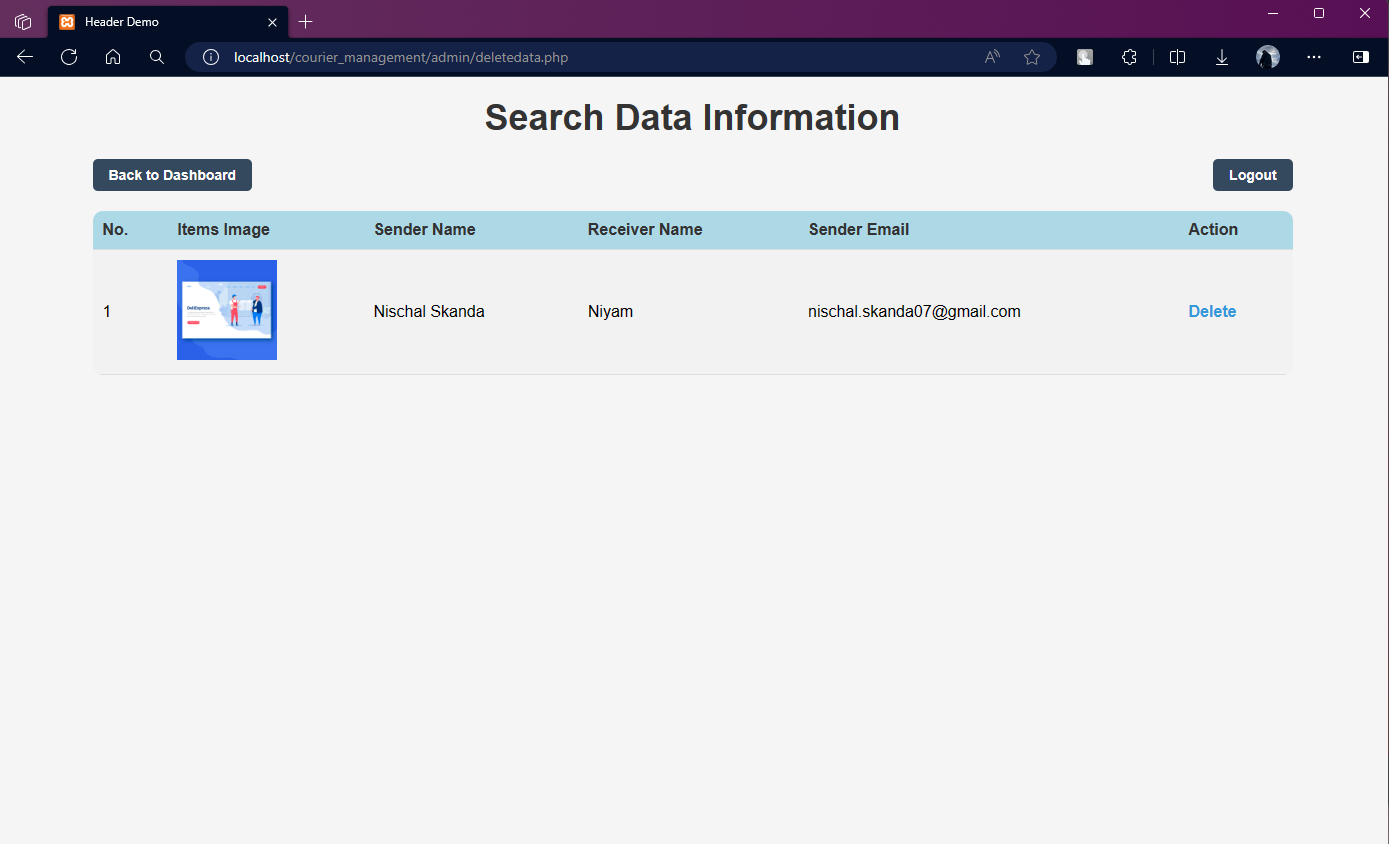 Header Demo
localhost/courier_management/admin/deletedata.php
Search Data Information
Back to Dashboard
Logout
No. Items Image Sender Name Receiver Name Sender Email Action
DeliExpress
1 Nischal Skanda Niyam nischal.skanda07@gmail.com Delete